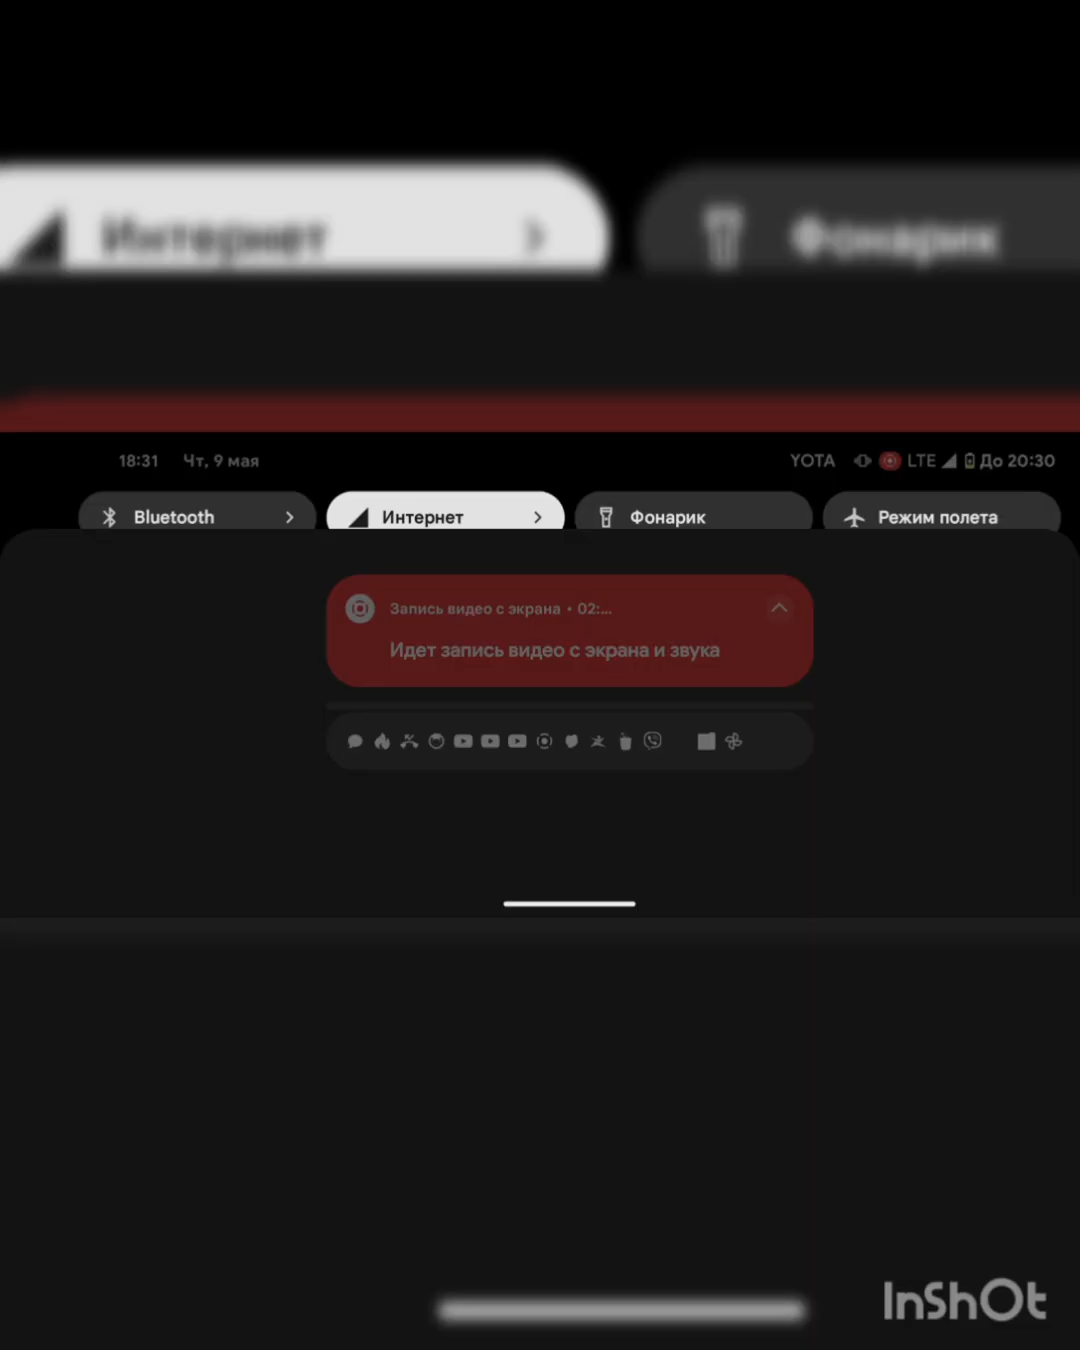 Интернет
Фонарик
18:31 Чт, 9 мая
YOTA LTE До 20:30
Bluetooth
Интернет
Фонарик
Режим полета
Запись видео с экрана • 02:...
Идет запись видео с экрана и звука
InShOt